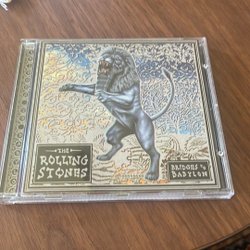 THE
ROLLING
STONES
BRIDGES TO
BABYLON